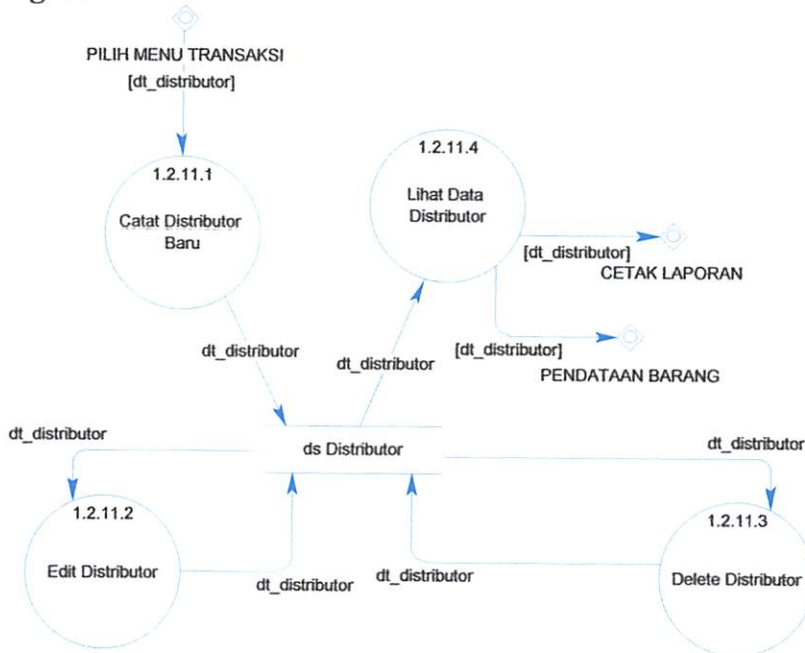 PILIH MENU TRANSAKSI
[dt_distributor]
1.2.11.1
Catat Distributor
Baru
1.2.11.4
Lihat Data
Distributor
[dt_distributor]
CETAK LAPORAN
[dt_distributor]
PENDATAAN BARANG
dt_distributor
dt_distributor
dt_distributor
ds Distributor
dt_distributor
1.2.11.2
Edit Distributor
dt_distributor
dt_distributor
1.2.11.3
Delete Distributor